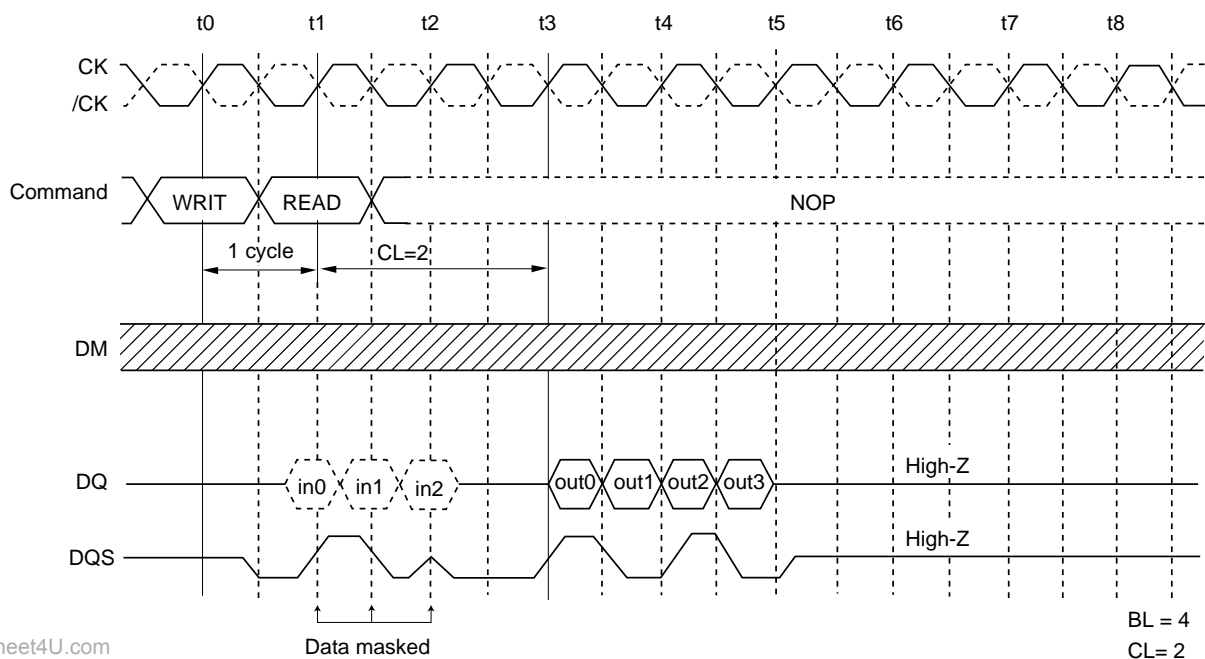 t0 t1 t2 t3 t4 t5 t6 t7 t8
CK
/CK
Command WRIT READ NOP
1 cycle CL=2
DM
DQ in0 in1 in2 out0 out1 out2 out3 High-Z
DQS High-Z
Data masked
BL = 4
heet4U.com
CL= 2